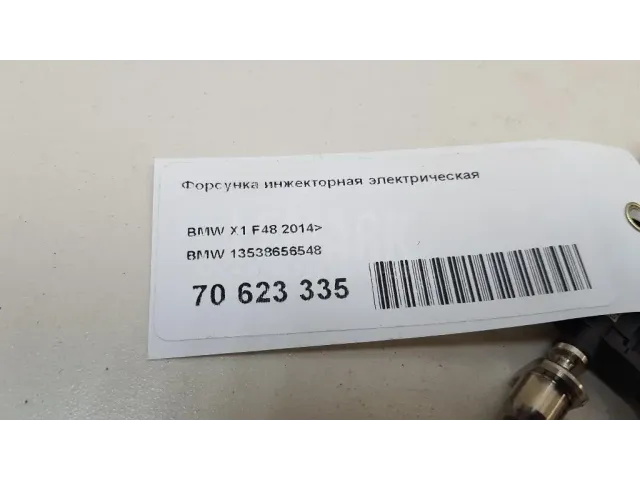 Форсунка инжекторная электрическая
BMW X1 F48 2014>
BMW 13538656548
70 623 335